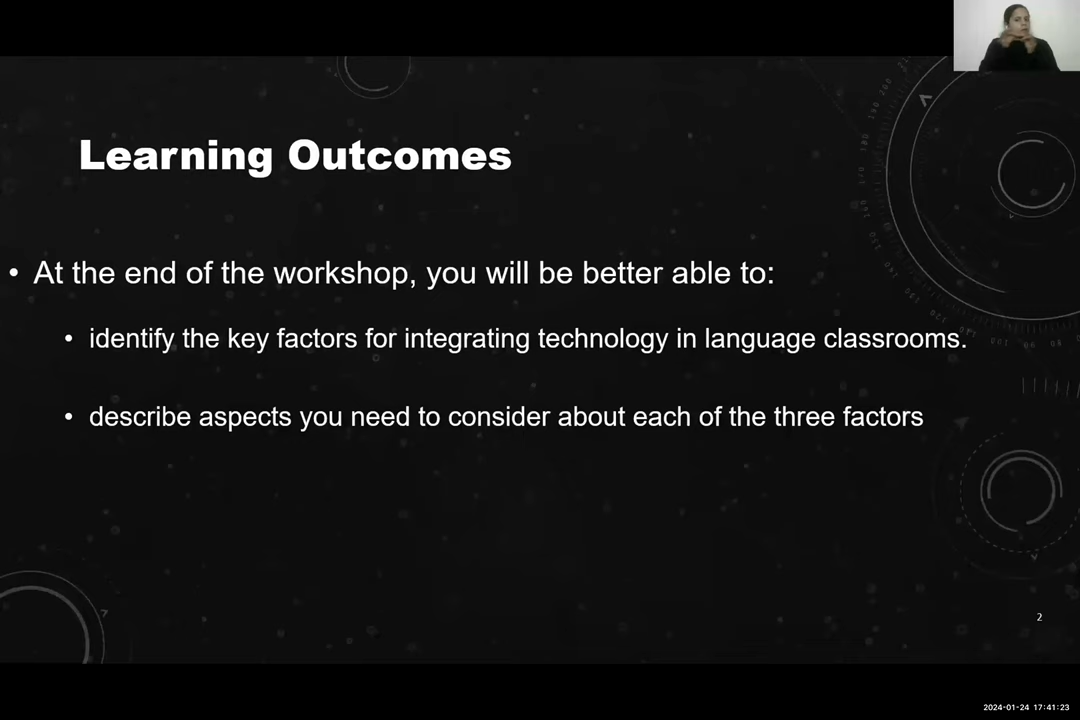 Learning Outcomes
• At the end of the workshop, you will be better able to:
• identify the key factors for integrating technology in language classrooms.
• describe aspects you need to consider about each of the three factors
2
2024-01-24 17:41:23